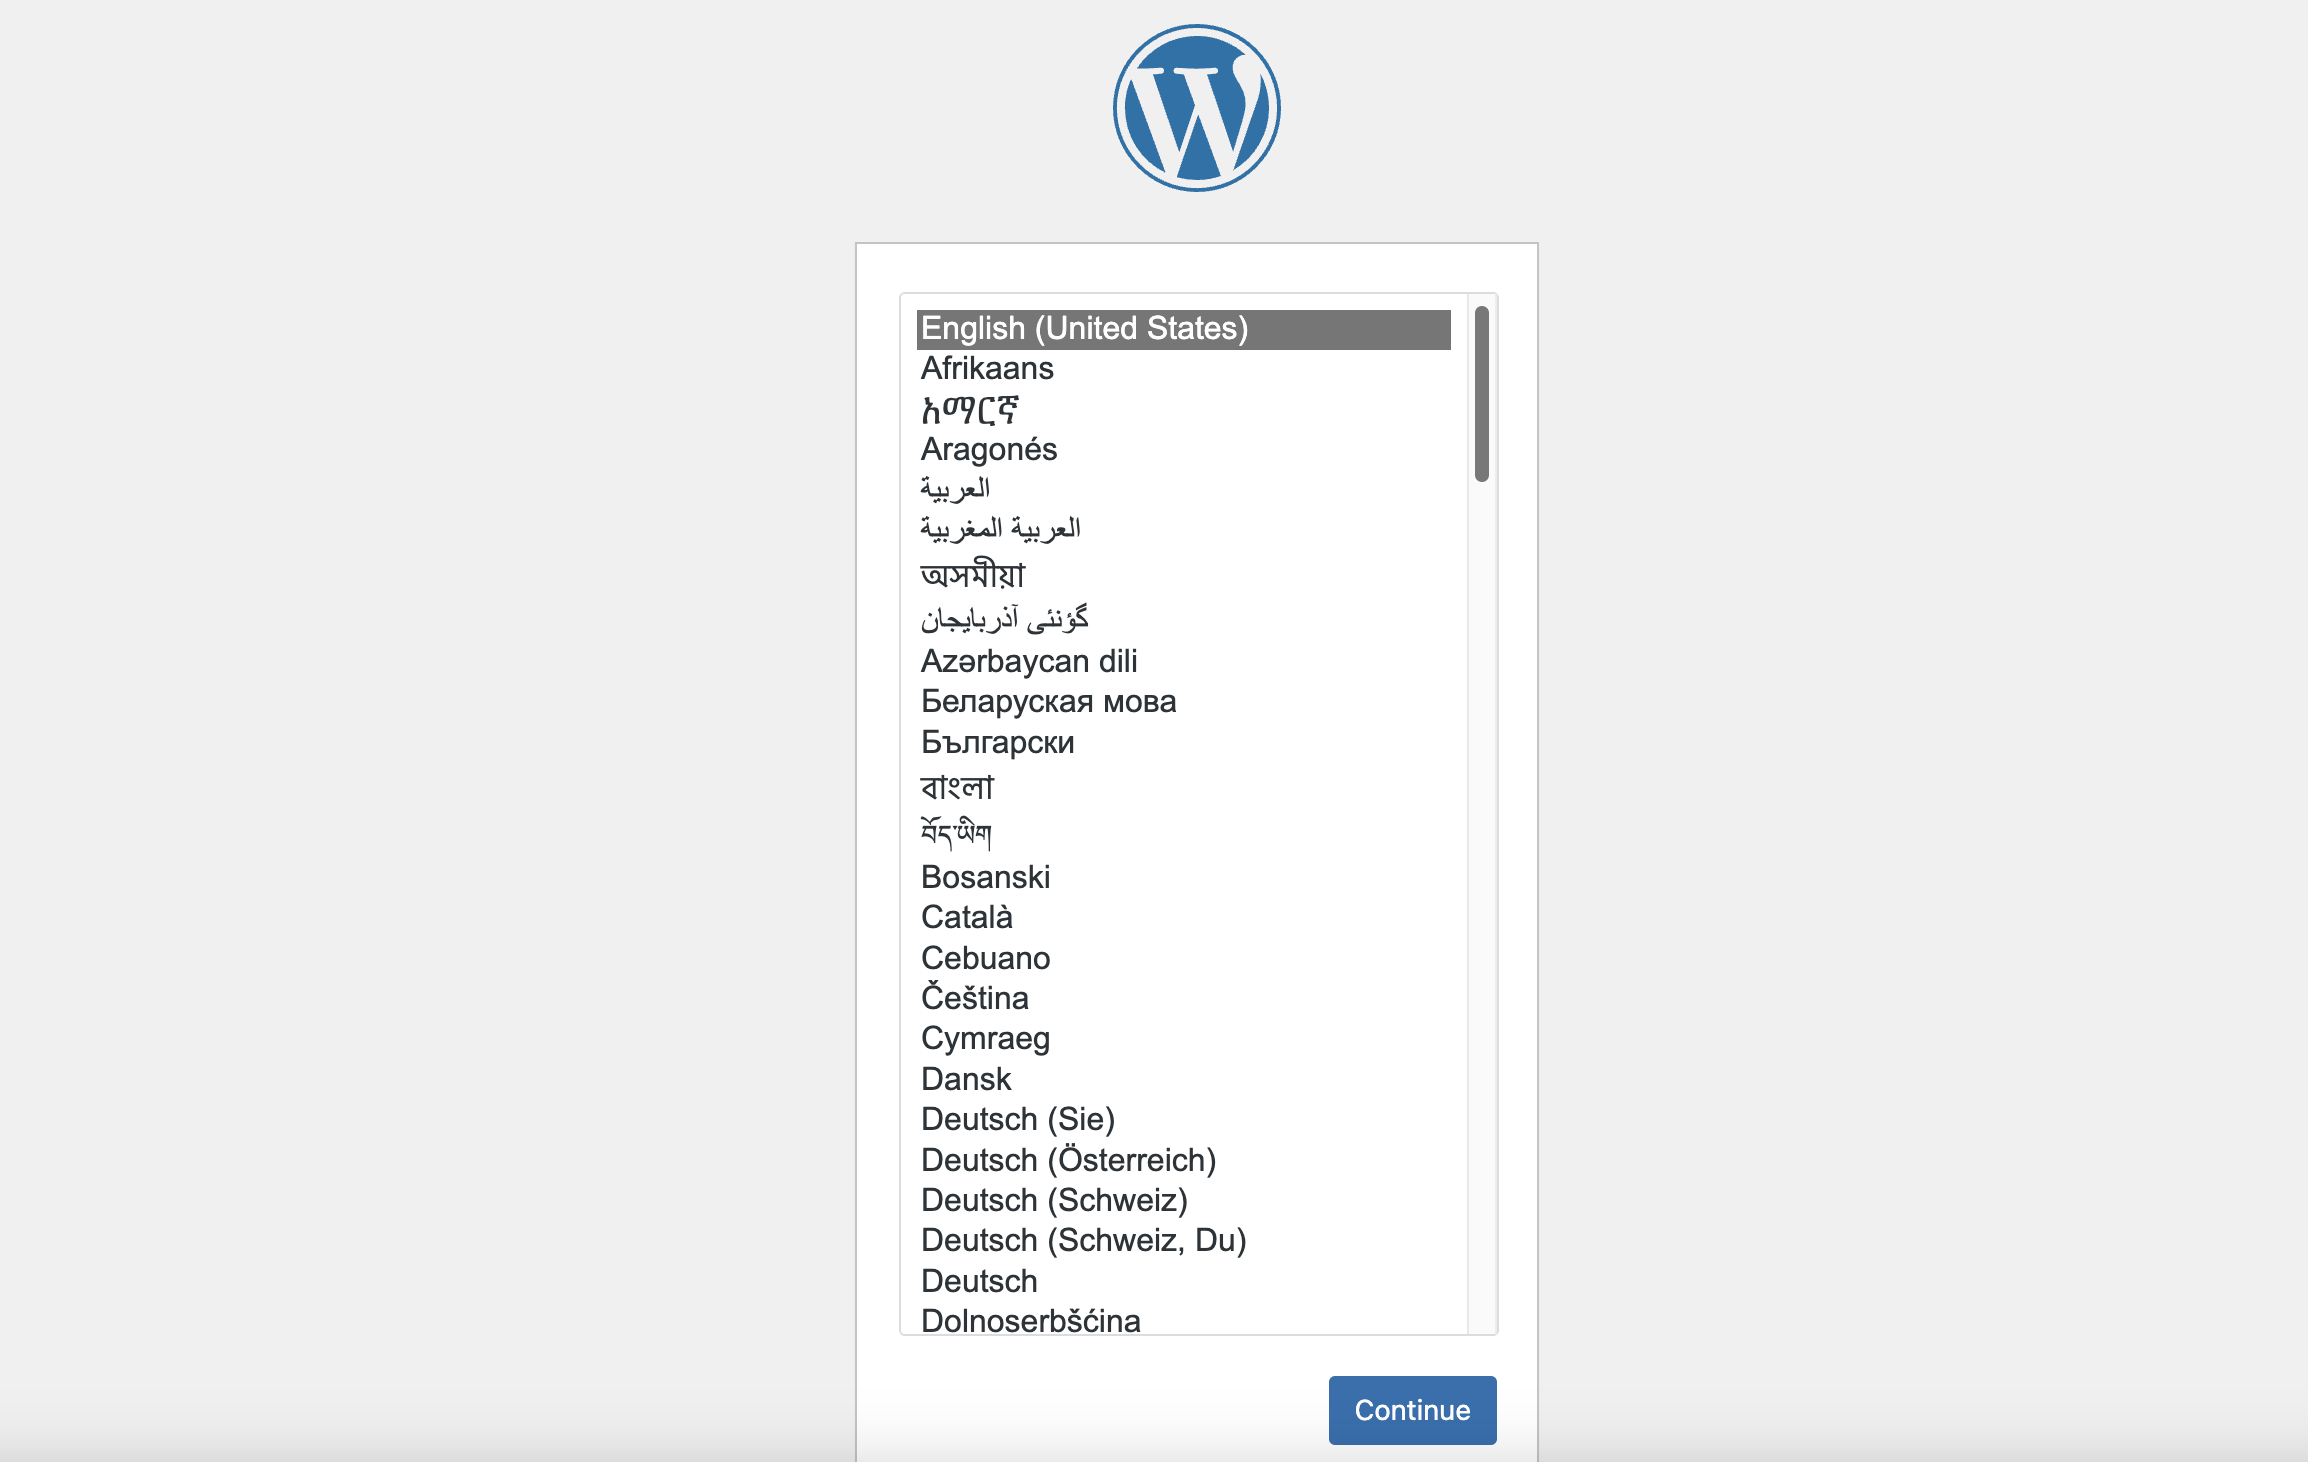 English (United States)
Afrikaans
አማርኛ
Aragonés
العربية
العربية المغربية
অসমীয়া
گؤنئی آذربایجان
Azərbaycan dili
Беларуская мова
Български
বাংলা
བོད་ཡིག
Bosanski
Català
Cebuano
Čeština
Cymraeg
Dansk
Deutsch (Sie)
Deutsch (Österreich)
Deutsch (Schweiz)
Deutsch (Schweiz, Du)
Deutsch
Dolnoserbšćina
Continue